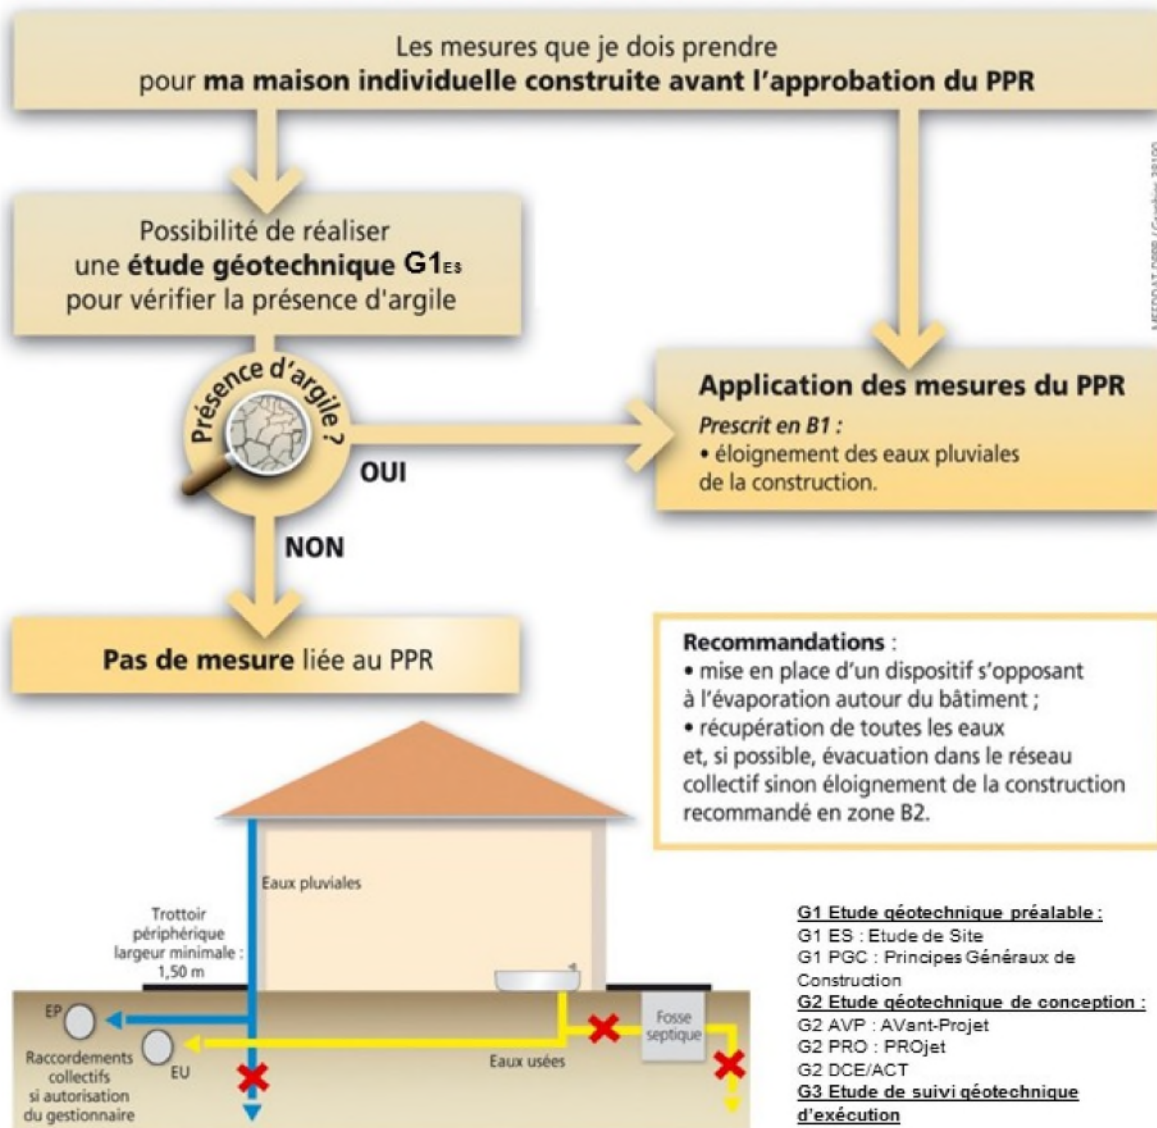 Les mesures que je dois prendre
pour ma maison individuelle construite avant l'approbation du PPR
Possibilité de réaliser
une étude géotechnique G1ES
pour vérifier la présence d'argile
Présence d'argile ?
OUI
NON
Application des mesures du PPR
Prescrit en B1 :
• éloignement des eaux pluviales
de la construction.
Pas de mesure liée au PPR
Recommandations :
• mise en place d'un dispositif s'opposant
à l'évaporation autour du bâtiment ;
• récupération de toutes les eaux
et, si possible, évacuation dans le réseau
collectif sinon éloignement de la construction
recommandé en zone B2.
Eaux pluviales
Trottoir
périphérique
largeur minimale :
1,50 m
EP
EU
Raccordements
collectifs
si autorisation
du gestionnaire
Eaux usées
Fosse
septique
G1 Etude géotechnique préalable :
G1 ES : Etude de Site
G1 PGC : Principes Généraux de
Construction
G2 Etude géotechnique de conception :
G2 AVP : AVant-Projet
G2 PRO : PROjet
G2 DCE/ACT
G3 Etude de suivi géotechnique
d'exécution